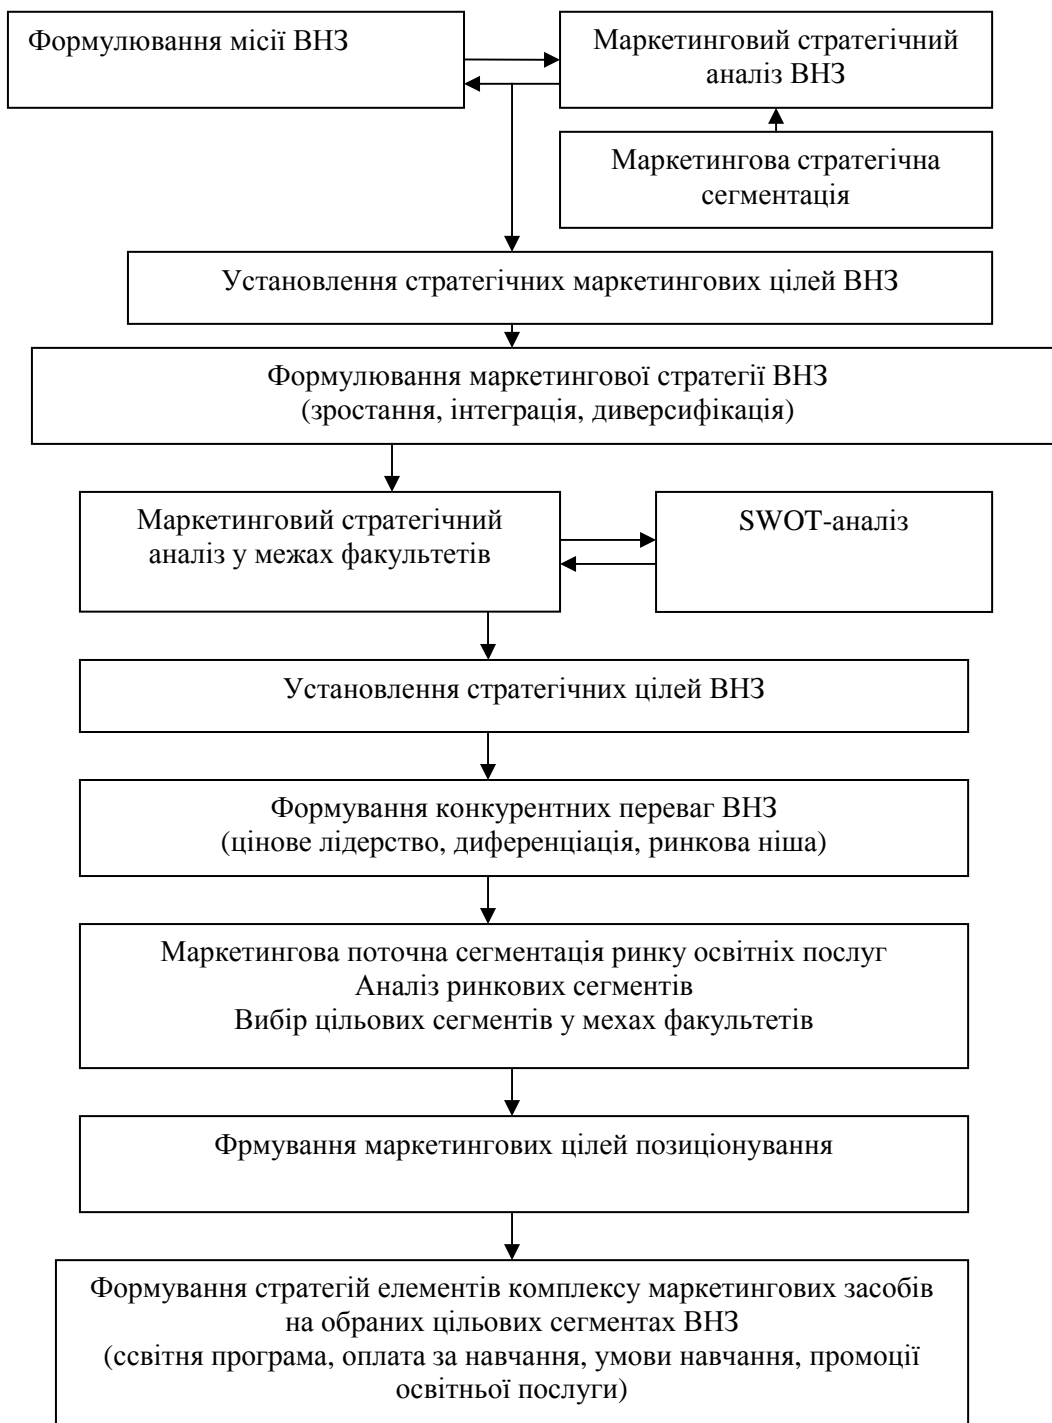 Формулювання місії ВНЗ
Маркетинговий стратегічний
аналіз ВНЗ
Маркетингова стратегічна
сегментація
Установлення стратегічних маркетингових цілей ВНЗ
Формулювання маркетингової стратегії ВНЗ
(зростання, інтеграція, диверсифікація)
Маркетинговий стратегічний
аналіз у межах факультетів
SWOT-аналіз
Установлення стратегічних цілей ВНЗ
Формування конкурентних переваг ВНЗ
(цінове лідерство, диференціація, ринкова ніша)
Маркетингова поточна сегментація ринку освітніх послуг
Аналіз ринкових сегментів
Вибір цільових сегментів у мехах факультетів
Фрмування маркетингових цілей позиціонування
Формування стратегій елементів комплексу маркетингових засобів
на обраних цільових сегментах ВНЗ
(ссвітня програма, оплата за навчання, умови навчання, промоції
освітньої послуги)